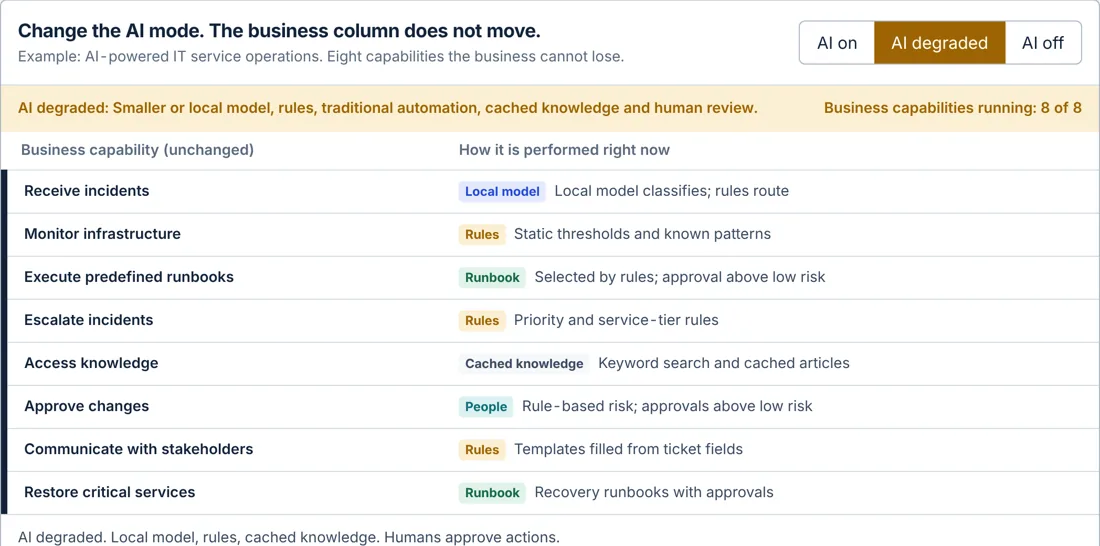 Change the AI mode. The business column does not move.
Example: AI-powered IT service operations. Eight capabilities the business cannot lose.
AI on AI degraded AI off
AI degraded: Smaller or local model, rules, traditional automation, cached knowledge and human review. Business capabilities running: 8 of 8
Business capability (unchanged) How it is performed right now
Receive incidents Local model Local model classifies; rules route
Monitor infrastructure Rules Static thresholds and known patterns
Execute predefined runbooks Runbook Selected by rules; approval above low risk
Escalate incidents Rules Priority and service-tier rules
Access knowledge Cached knowledge Keyword search and cached articles
Approve changes People Rule-based risk; approvals above low risk
Communicate with stakeholders Rules Templates filled from ticket fields
Restore critical services Runbook Recovery runbooks with approvals
AI degraded. Local model, rules, cached knowledge. Humans approve actions.